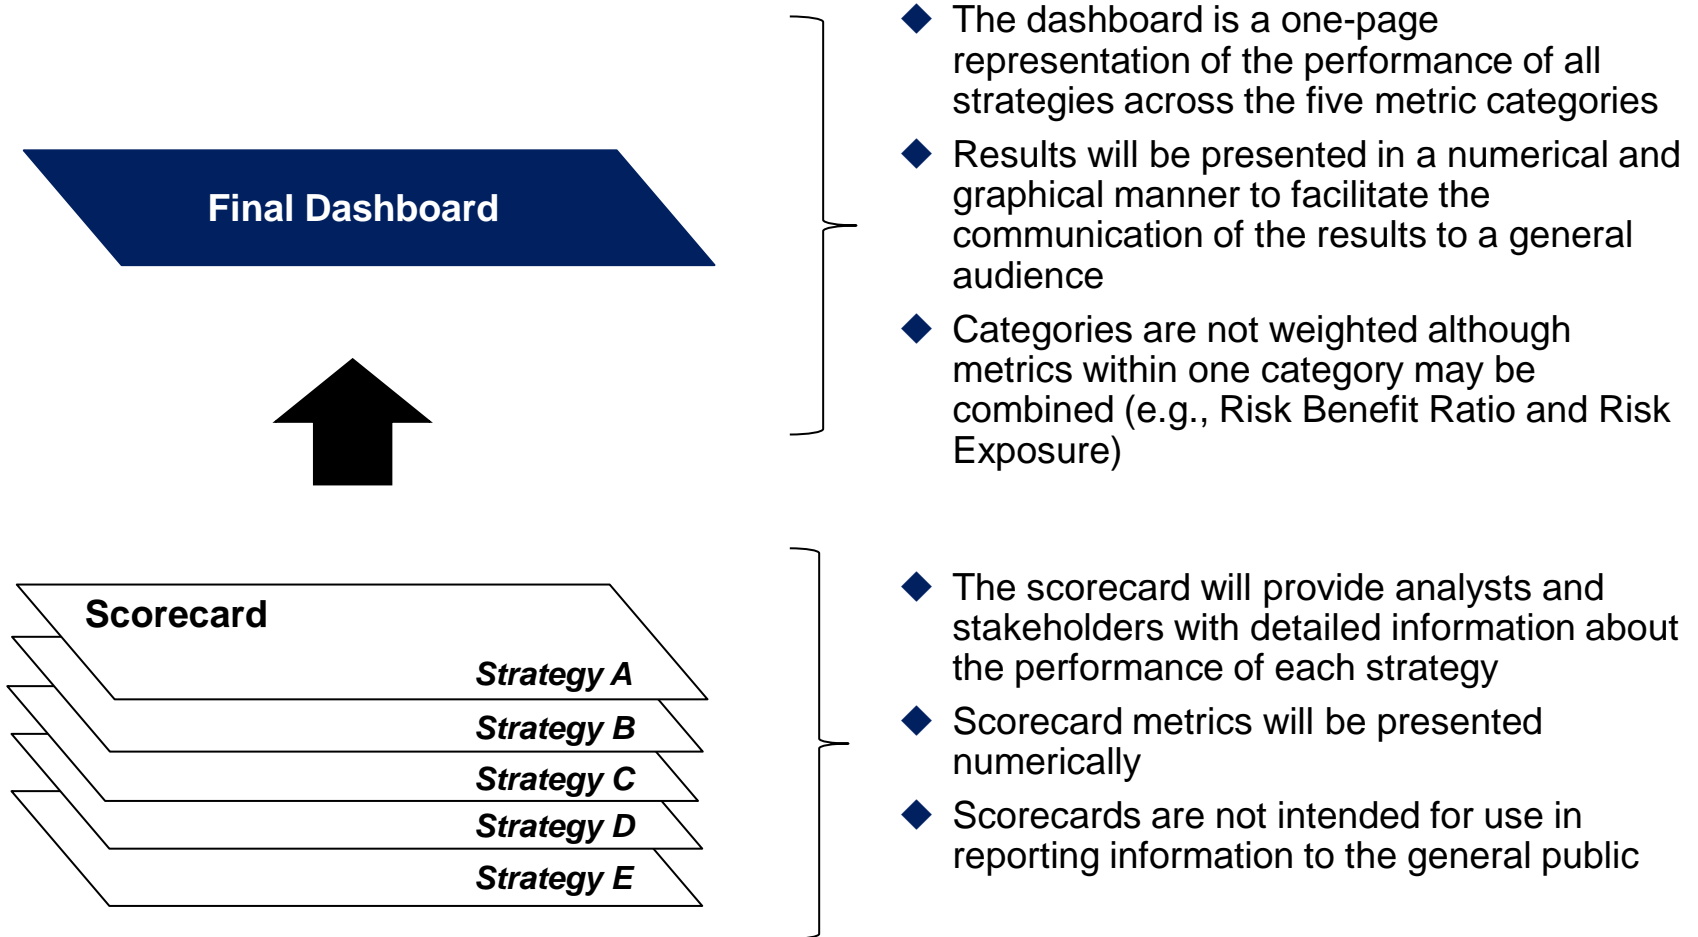 Final Dashboard
◆ The dashboard is a one-page
representation of the performance of all
strategies across the five metric categories
◆ Results will be presented in a numerical and
graphical manner to facilitate the
communication of the results to a general
audience
◆ Categories are not weighted although
metrics within one category may be
combined (e.g., Risk Benefit Ratio and Risk
Exposure)
Scorecard
Strategy A
Strategy B
Strategy C
Strategy D
Strategy E
◆ The scorecard will provide analysts and
stakeholders with detailed information about
the performance of each strategy
◆ Scorecard metrics will be presented
numerically
◆ Scorecards are not intended for use in
reporting information to the general public